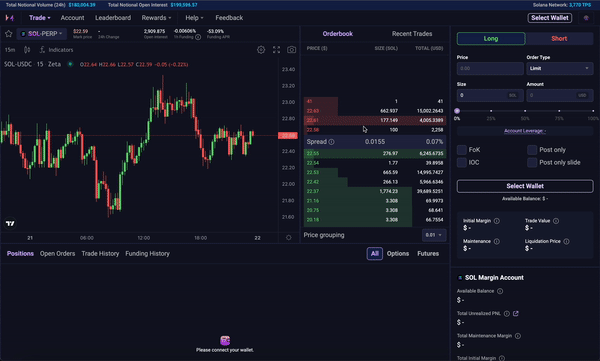 Total Notional Volume (24h) $180,004.39 Total Notional Open Interest $199,596.57 Solana Network: 3,770 TPS
Trade Account Leaderboard Rewards Help Feedback Select Wallet
SOL-PERP $22.59 -0.00606% -53.09% 2,909.875
Mark price 24h Change 1h Funding Funding APR Open Interest
15m Indicators
SOL-USDC 15 Zeta O22.64 H22.66 L22.57 C22.59 -0.05 (-0.225)
23.40
23.20
23.00
22.80
22.40
22.20
22.00
21.80
21.60
21 06:00 12:00 18:00 22
Orderbook Recent Trades
PRICE ($) SIZE (SOL) TOTAL (USD)
41 1 41
22.63 662.937 15,002.2643
22.61 177.149 4,005.3389
22.58 100 2,258
Spread 0.0155 0.07%
22.55 276.97 6,245.6735
22.54 1.77 39.8958
22.53 665.59 14,995.7427
22.42 266.13 5,966.6346
22.37 1,774.23 39,689.5251
21.16 3.308 69.9973
20.75 3.308 68.641
20.18 3.308 66.7554
Price grouping 0.01
Long Short
Price Order Type
0.00 Limit
Size Amount
0 SOL 0 USD
0% 25% 50% 75% 100%
Account Leverage -
FoK Post only
IOC Post only slide
Select Wallet
Available Balance: $ -
Initial Margin Trade Value
$ - $ -
Maintenance Liquidation Price
$ - $ -
SOL Margin Account
Available Balance
$ -
Total Unrealized PNL
$ -
Total Maintenance Margin
$ -
Total Initial Margin
Positions Open Orders Trade History Funding History All Options Futures
Please connect your wallet.